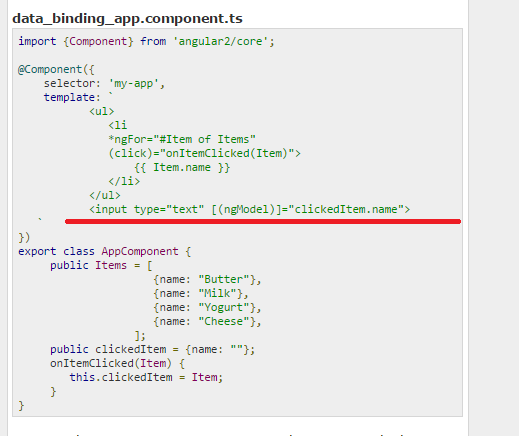 data_binding_app.component.ts
import {Component} from 'angular2/core';
@Component({
selector: 'my-app',
template: `
<ul>
<li
*ngFor="#Item of Items"
(click)="onItemClicked(Item)">
{{ Item.name }}
</li>
</ul>
<input type="text" [(ngModel)]="clickedItem.name">
`
})
export class AppComponent {
public Items = [
{name: "Butter"},
{name: "Milk"},
{name: "Yogurt"},
{name: "Cheese"},
];
public clickedItem = {name: ""};
onItemClicked(Item) {
this.clickedItem = Item;
}
}